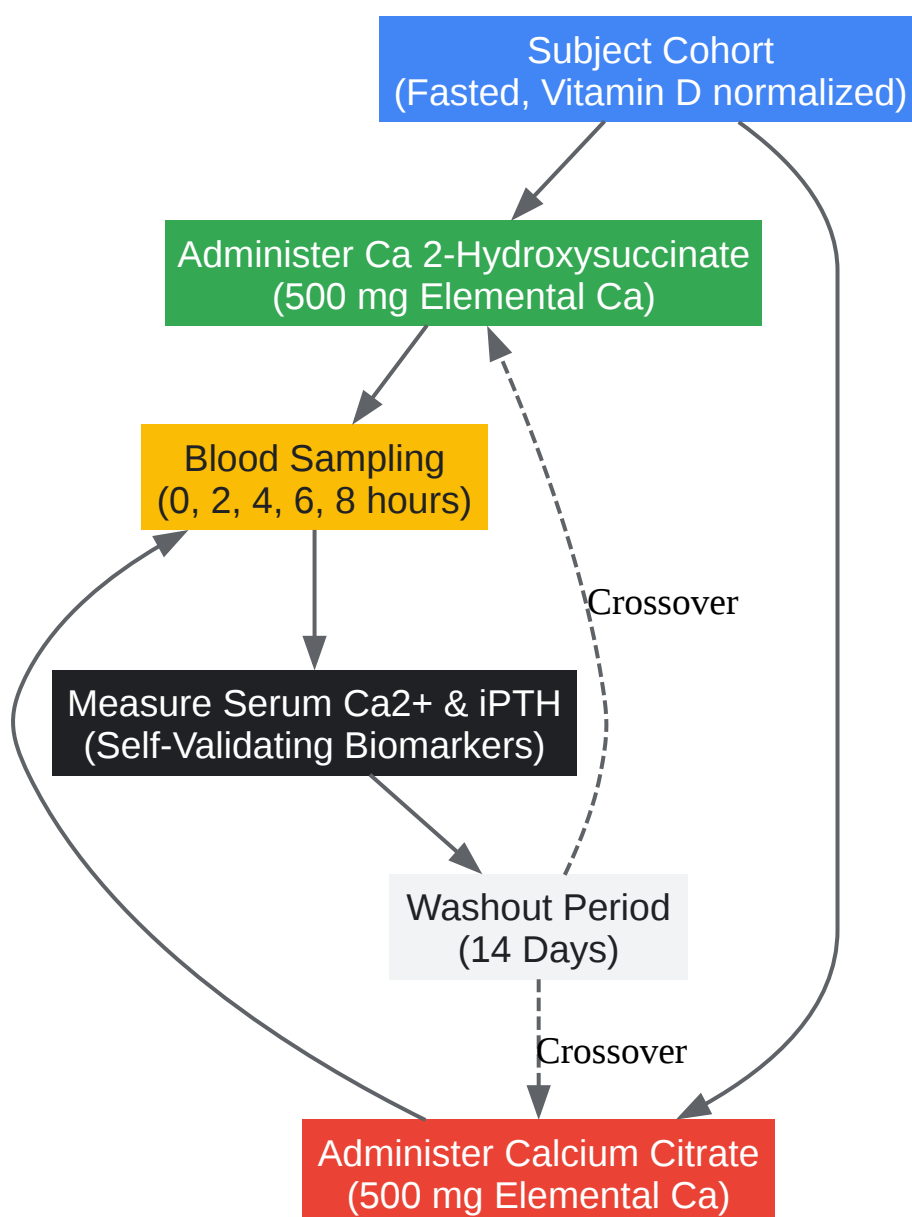 Subject Cohort
(Fasted, Vitamin D normalized)
Administer Ca 2-Hydroxysuccinate
(500 mg Elemental Ca)
Blood Sampling
(0, 2, 4, 6, 8 hours)
Crossover
Measure Serum Ca2+ & iPTH
(Self-Validating Biomarkers)
Washout Period
(14 Days)
Crossover
Administer Calcium Citrate
(500 mg Elemental Ca)